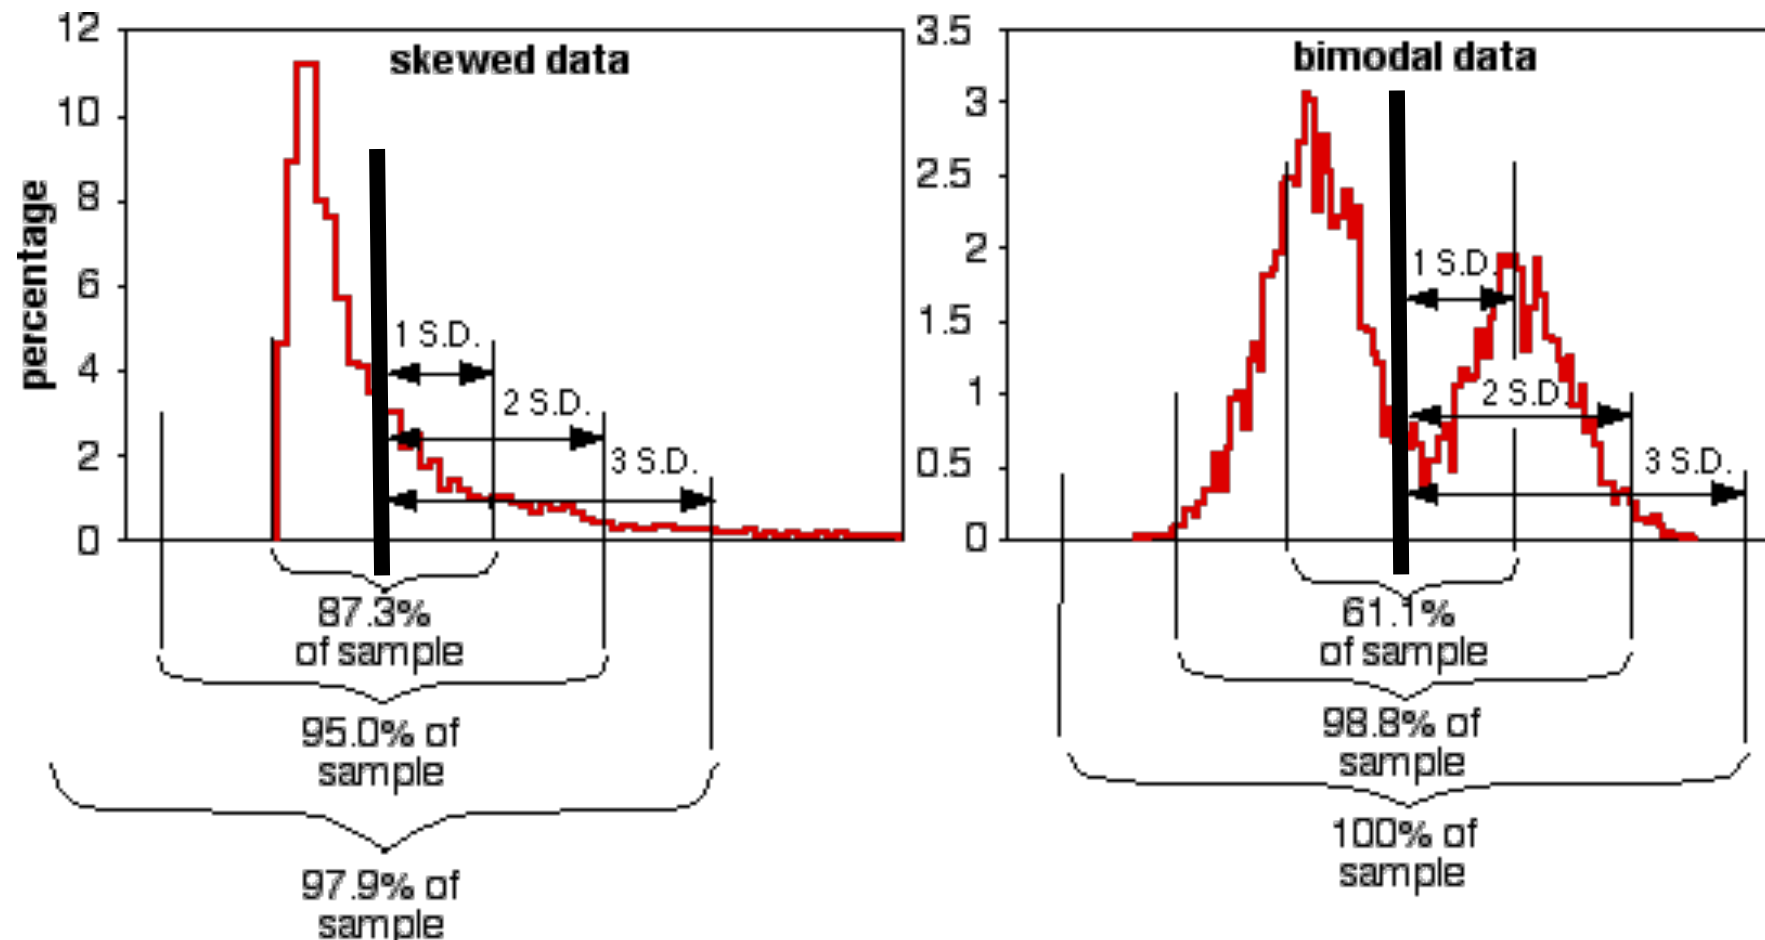 12
10
8
6
4
2
0
percentage
skewed data
1 S.D.
2 S.D.
3 S.D.
87.3%
of sample
95.0% of
sample
97.9% of
sample
3.5
3
2.5
2
1.5
1
0.5
0
bimodal data
1 S.D.
2 S.D.
3 S.D.
61.1%
of sample
98.8% of
sample
100% of
sample